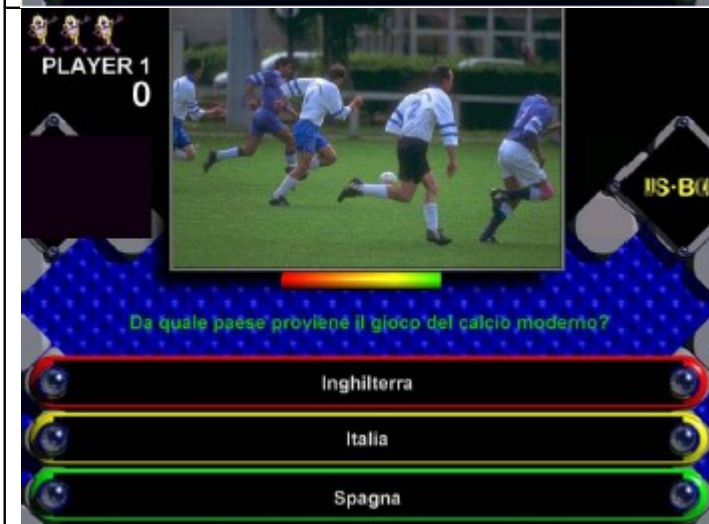 PLAYER 1
0
Da quale paese proviene il gioco del calcio moderno?
Inghilterra
Italia
Spagna